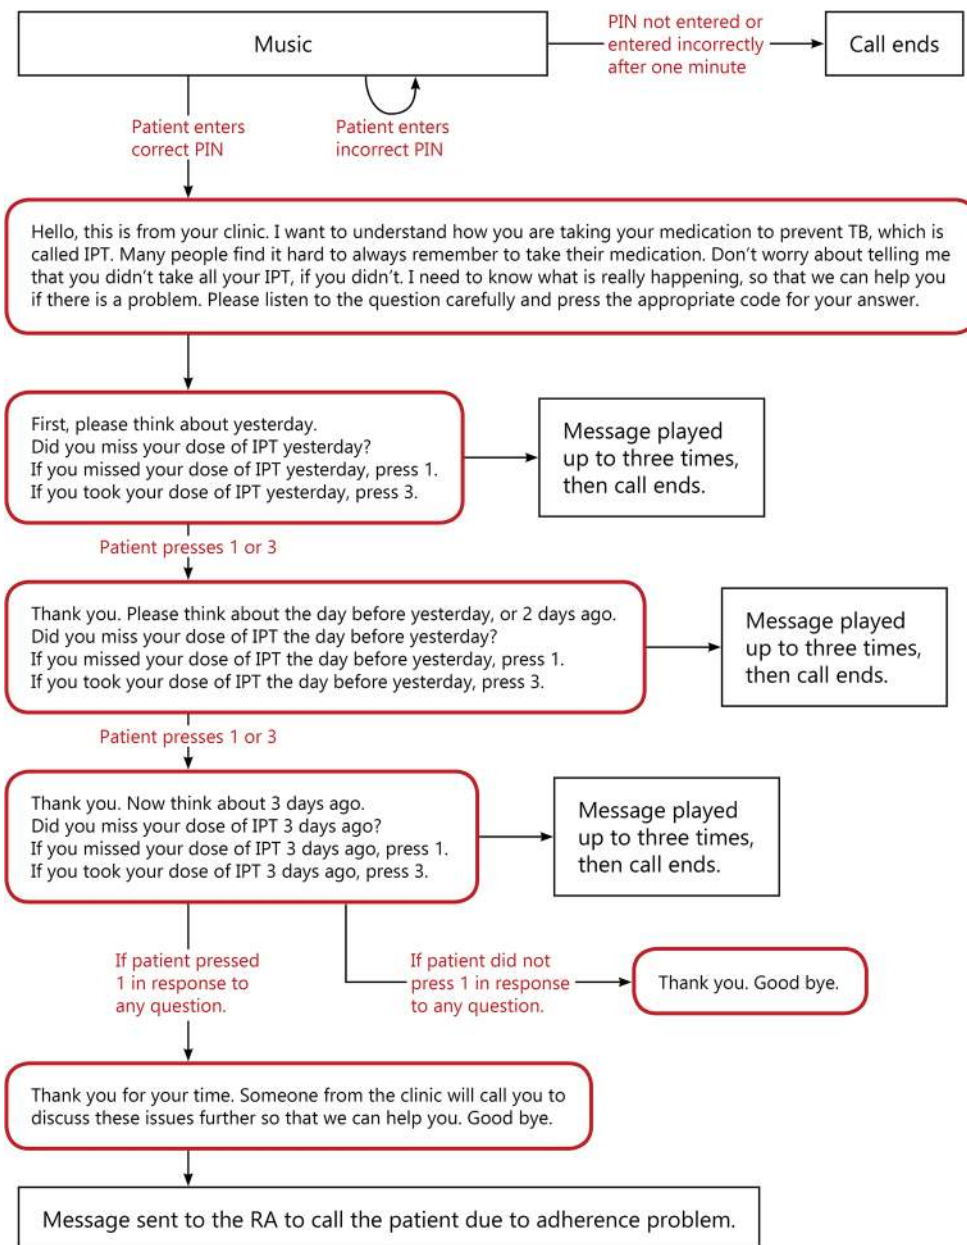 Music
PIN not entered or
entered incorrectly
after one minute
Call ends
Patient enters
correct PIN
Patient enters
incorrect PIN
Hello, this is from your clinic. I want to understand how you are taking your medication to prevent TB, which is
called IPT. Many people find it hard to always remember to take their medication. Don’t worry about telling me
that you didn’t take all your IPT, if you didn’t. I need to know what is really happening, so that we can help you
if there is a problem. Please listen to the question carefully and press the appropriate code for your answer.
First, please think about yesterday.
Did you miss your dose of IPT yesterday?
If you missed your dose of IPT yesterday, press 1.
If you took your dose of IPT yesterday, press 3.
Message played
up to three times,
then call ends.
Patient presses 1 or 3
Thank you. Please think about the day before yesterday, or 2 days ago.
Did you miss your dose of IPT the day before yesterday?
If you missed your dose of IPT the day before yesterday, press 1.
If you took your dose of IPT the day before yesterday, press 3.
Message played
up to three times,
then call ends.
Patient presses 1 or 3
Thank you. Now think about 3 days ago.
Did you miss your dose of IPT 3 days ago?
If you missed your dose of IPT 3 days ago, press 1.
If you took your dose of IPT 3 days ago, press 3.
Message played
up to three times,
then call ends.
If patient pressed
1 in response to
any question.
If patient did not
press 1 in response
to any question.
Thank you. Good bye.
Thank you for your time. Someone from the clinic will call you to
discuss these issues further so that we can help you. Good bye.
Message sent to the RA to call the patient due to adherence problem.